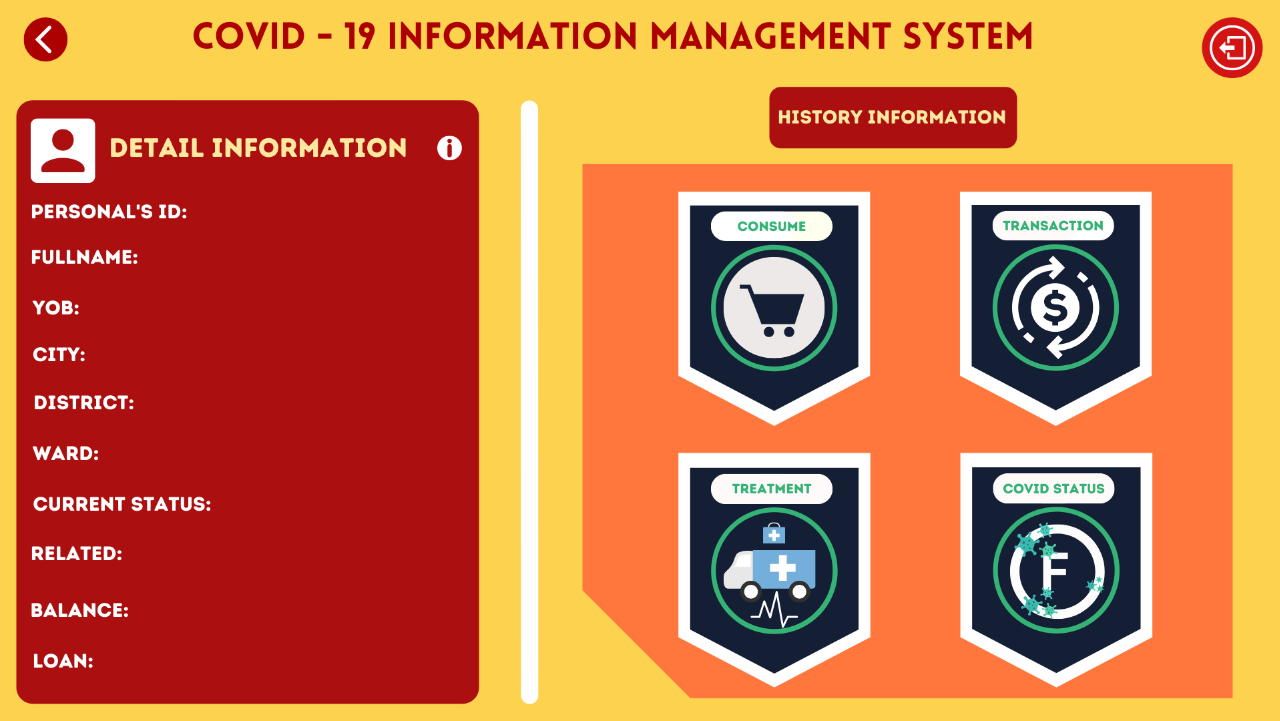 COVID - 19 INFORMATION MANAGEMENT SYSTEM
DETAIL INFORMATION
PERSONAL'S ID:
FULLNAME:
YOB:
CITY:
DISTRICT:
WARD:
CURRENT STATUS:
RELATED:
BALANCE:
LOAN:
HISTORY INFORMATION
CONSUME
TRANSACTION
$
TREATMENT
COVID STATUS
F